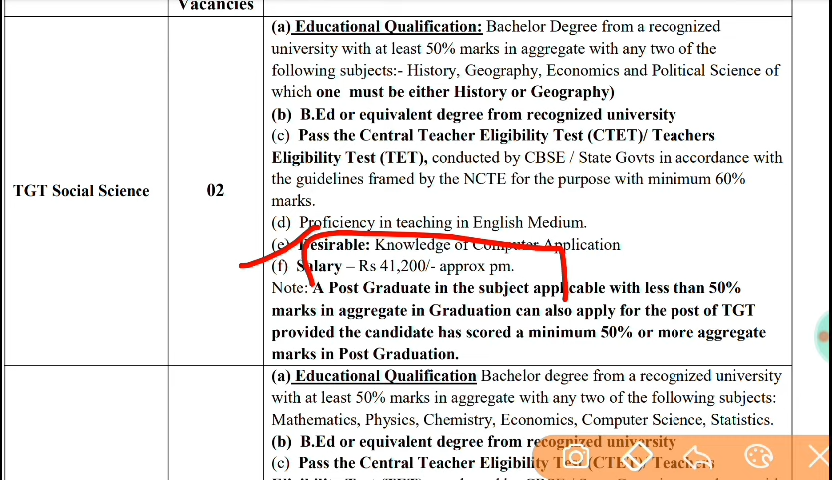 Vacancies
(a) Educational Qualification: Bachelor Degree from a recognized
university with at least 50% marks in aggregate with any two of the
following subjects:- History, Geography, Economics and Political Science of
which one must be either History or Geography)
(b) B.Ed or equivalent degree from recognized university
(c) Pass the Central Teacher Eligibility Test (CTET)/ Teachers
Eligibility Test (TET), conducted by CBSE / State Govts in accordance with
the guidelines framed by the NCTE for the purpose with minimum 60%
TGT Social Science
02
marks.
(d) Proficiency in teaching in English Medium.
(e) Desirable: Knowledge of Computer Application
(f) Salary – Rs 41,200/- approx pm.
Note: A Post Graduate in the subject applicable with less than 50%
marks in aggregate in Graduation can also apply for the post of TGT
provided the candidate has scored a minimum 50% or more aggregate
marks in Post Graduation.
(a) Educational Qualification Bachelor degree from a recognized university
with at least 50% marks in aggregate with any two of the following subjects:
Mathematics, Physics, Chemistry, Economics, Computer Science, Statistics.
(b) B.Ed or equivalent degree from recognized university
(c) Pass the Central Teacher Eligibility Test (CTET)/ Teachers